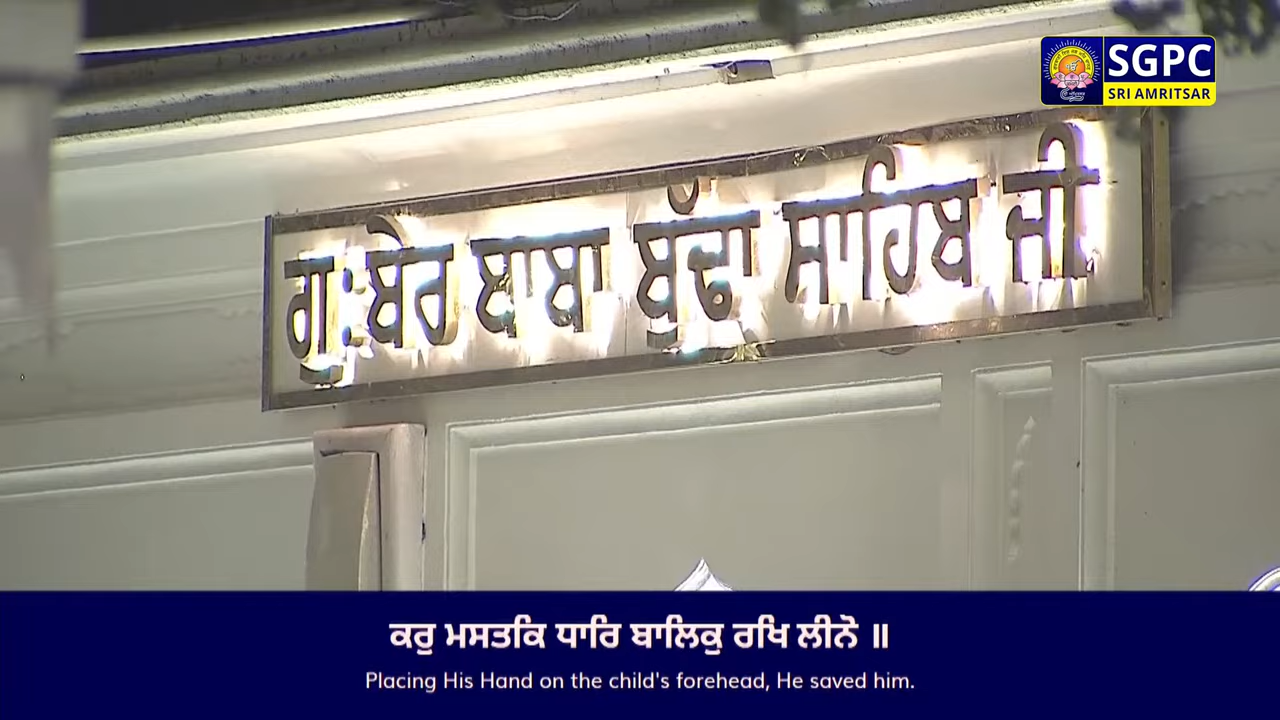 SGPC
SRI AMRITSAR
ਗੁ:ਬੇਰ ਬਾਬਾ ਬੁੱਢਾ ਸਾਹਿਬ ਜੀ
ਕਰੁ ਮਸਤਕਿ ਧਾਰਿ ਬਾਲਿਕੁ ਰਖਿ ਲੀਨੋ ॥
Placing His Hand on the child's forehead, He saved him.